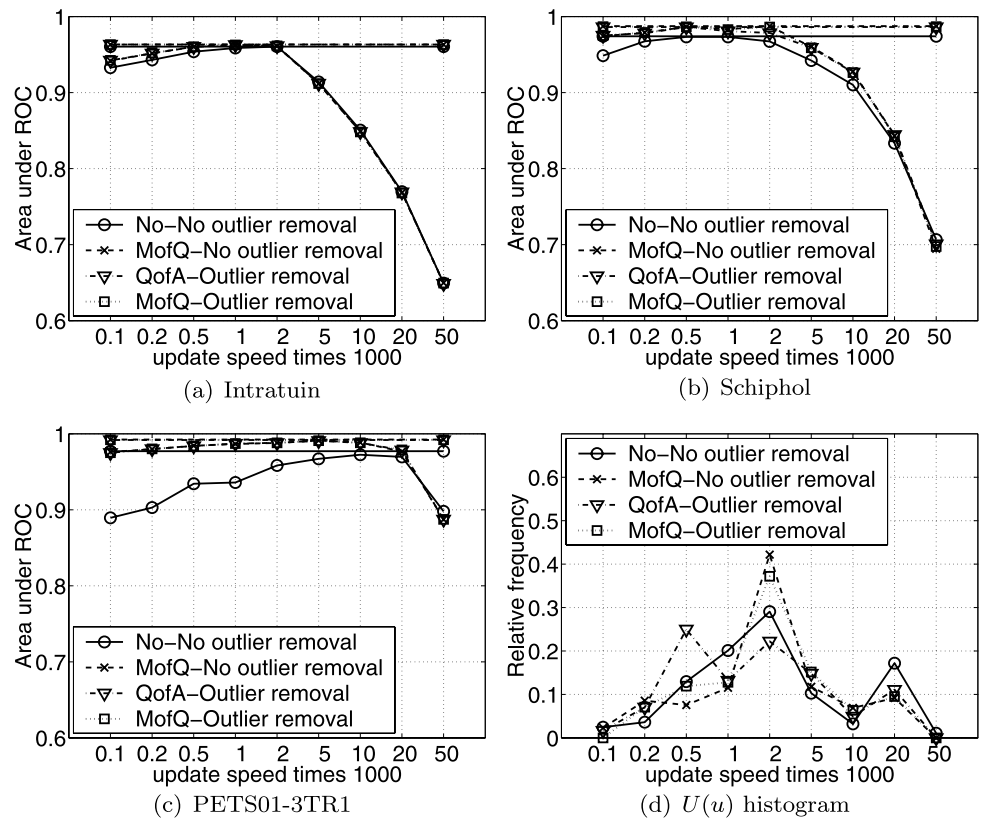 1
0.9
0.8
0.7
0.6
Area under ROC
No−No outlier removal
MofQ−No outlier removal
QofA−Outlier removal
MofQ−Outlier removal
0.1 0.2 0.5 1 2 5 10 20 50
update speed times 1000
(a) Intratuin
1
0.9
0.8
0.7
0.6
Area under ROC
No−No outlier removal
MofQ−No outlier removal
QofA−Outlier removal
MofQ−Outlier removal
0.1 0.2 0.5 1 2 5 10 20 50
update speed times 1000
(b) Schiphol
1
0.9
0.8
0.7
0.6
Area under ROC
No−No outlier removal
MofQ−No outlier removal
QofA−Outlier removal
MofQ−Outlier removal
0.1 0.2 0.5 1 2 5 10 20 50
update speed times 1000
(c) PETS01-3TR1
0.6
0.5
0.4
0.3
0.2
0.1
0
Relative frequency
No−No outlier removal
MofQ−No outlier removal
QofA−Outlier removal
MofQ−Outlier removal
0.1 0.2 0.5 1 2 5 10 20 50
update speed times 1000
(d) U(u) histogram